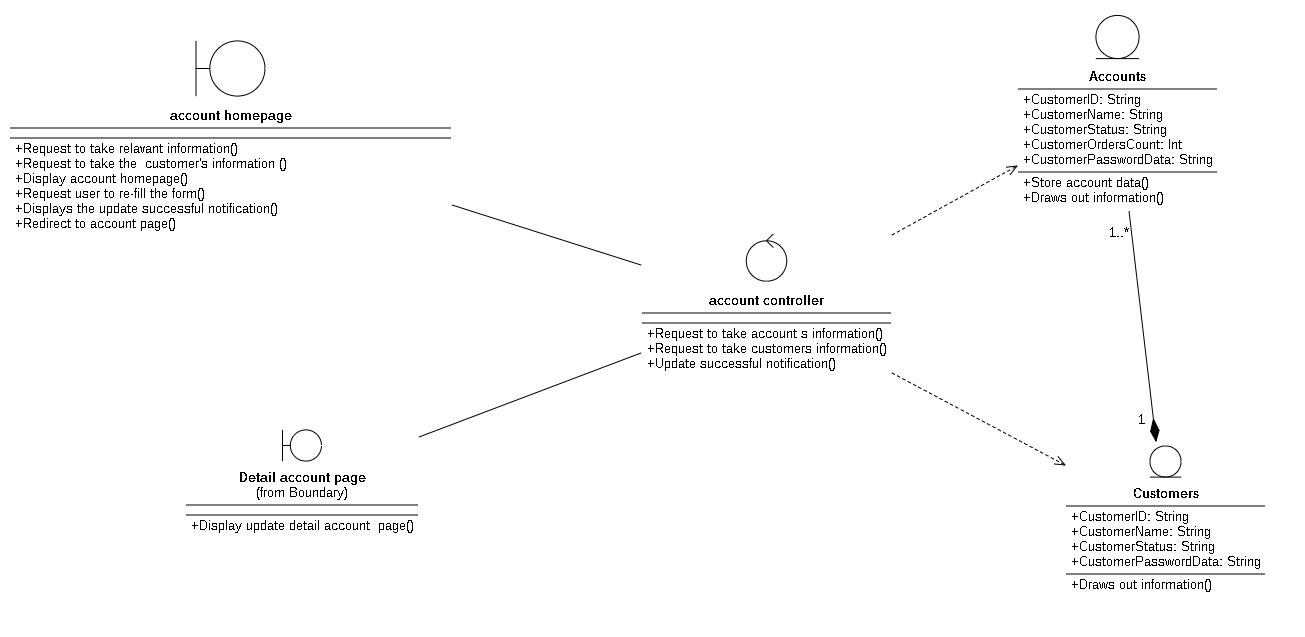 account homepage
+Request to take relavant information()
+Request to take the  customer's information ()
+Display account homepage()
+Request user to re-fill the form()
+Displays the update successful notification()
+Redirect to account page()
Accounts
+CustomerID: String
+CustomerName: String
+CustomerStatus: String
+CustomerOrdersCount: Int
+CustomerPasswordData: String
+Store account data()
+Draws out information()
1..*
account controller
+Request to take account s information()
+Request to take customers information()
+Update successful notification()
1
Detail account page
(from Boundary)
+Display update detail account  page()
Customers
+CustomerID: String
+CustomerName: String
+CustomerStatus: String
+CustomerPasswordData: String
+Draws out information()